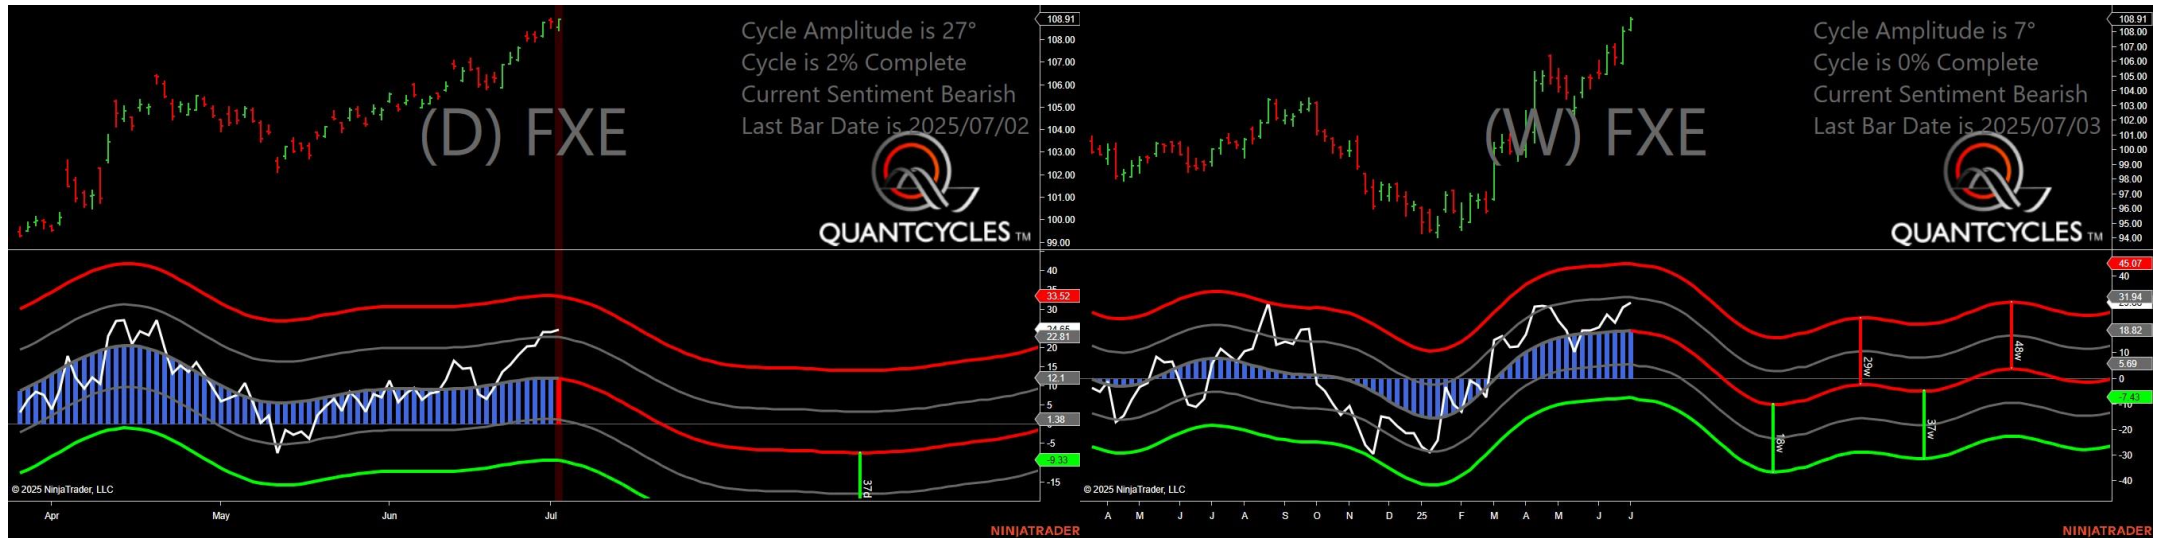 Cycle Amplitude is 27°
Cycle is 2% Complete
Current Sentiment Bearish
Last Bar Date is 2025/07/02
(D) FXE
QUANTCYCLES TM
108.91
108.00
107.00
106.00
105.00
104.00
103.00
102.00
101.00
100.00
99.00
40
33.52
30
22.81
20
15
12.1
10
5
1.38
-5
-9.33
-15
37d
© 2025 NinjaTrader, LLC
Apr
May
Jun
Jul
NINJATRADER
Cycle Amplitude is 7°
Cycle is 0% Complete
Current Sentiment Bearish
Last Bar Date is 2025/07/03
(W) FXE
QUANTCYCLES TM
108.91
108.00
107.00
106.00
105.00
104.00
103.00
102.00
101.00
100.00
99.00
98.00
97.00
96.00
95.00
94.00
45.07
40
31.94
18.82
10
5.69
0
-7.43
-10
-20
-30
-40
18w
29w
37w
48w
© 2025 NinjaTrader, LLC
A M J J A S O N D 25 F M A M J J
NINJATRADER